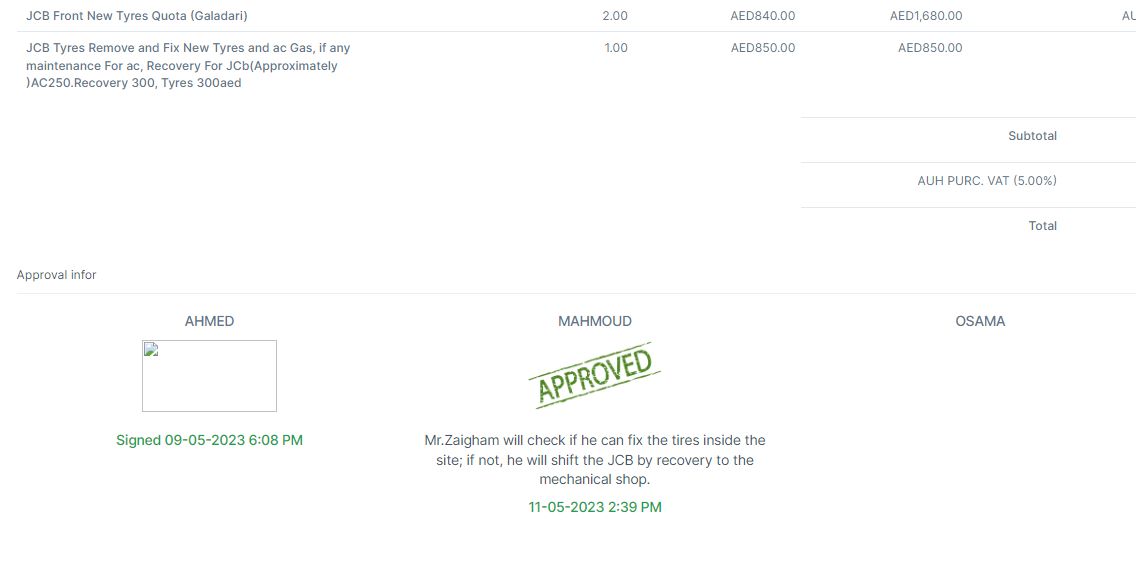 JCB Front New Tyres Quota (Galadari) 2.00 AED840.00 AED1,680.00 AU
JCB Tyres Remove and Fix New Tyres and ac Gas, if any 1.00 AED850.00 AED850.00
maintenance For ac, Recovery For JCb(Approximately
)AC250.Recovery 300, Tyres 300aed
Subtotal
AUH PURC. VAT (5.00%)
Total
Approval infor
AHMED MAHMOUD OSAMA
APPROVED
Signed 09-05-2023 6:08 PM
Mr.Zaigham will check if he can fix the tires inside the
site; if not, he will shift the JCB by recovery to the
mechanical shop.
11-05-2023 2:39 PM